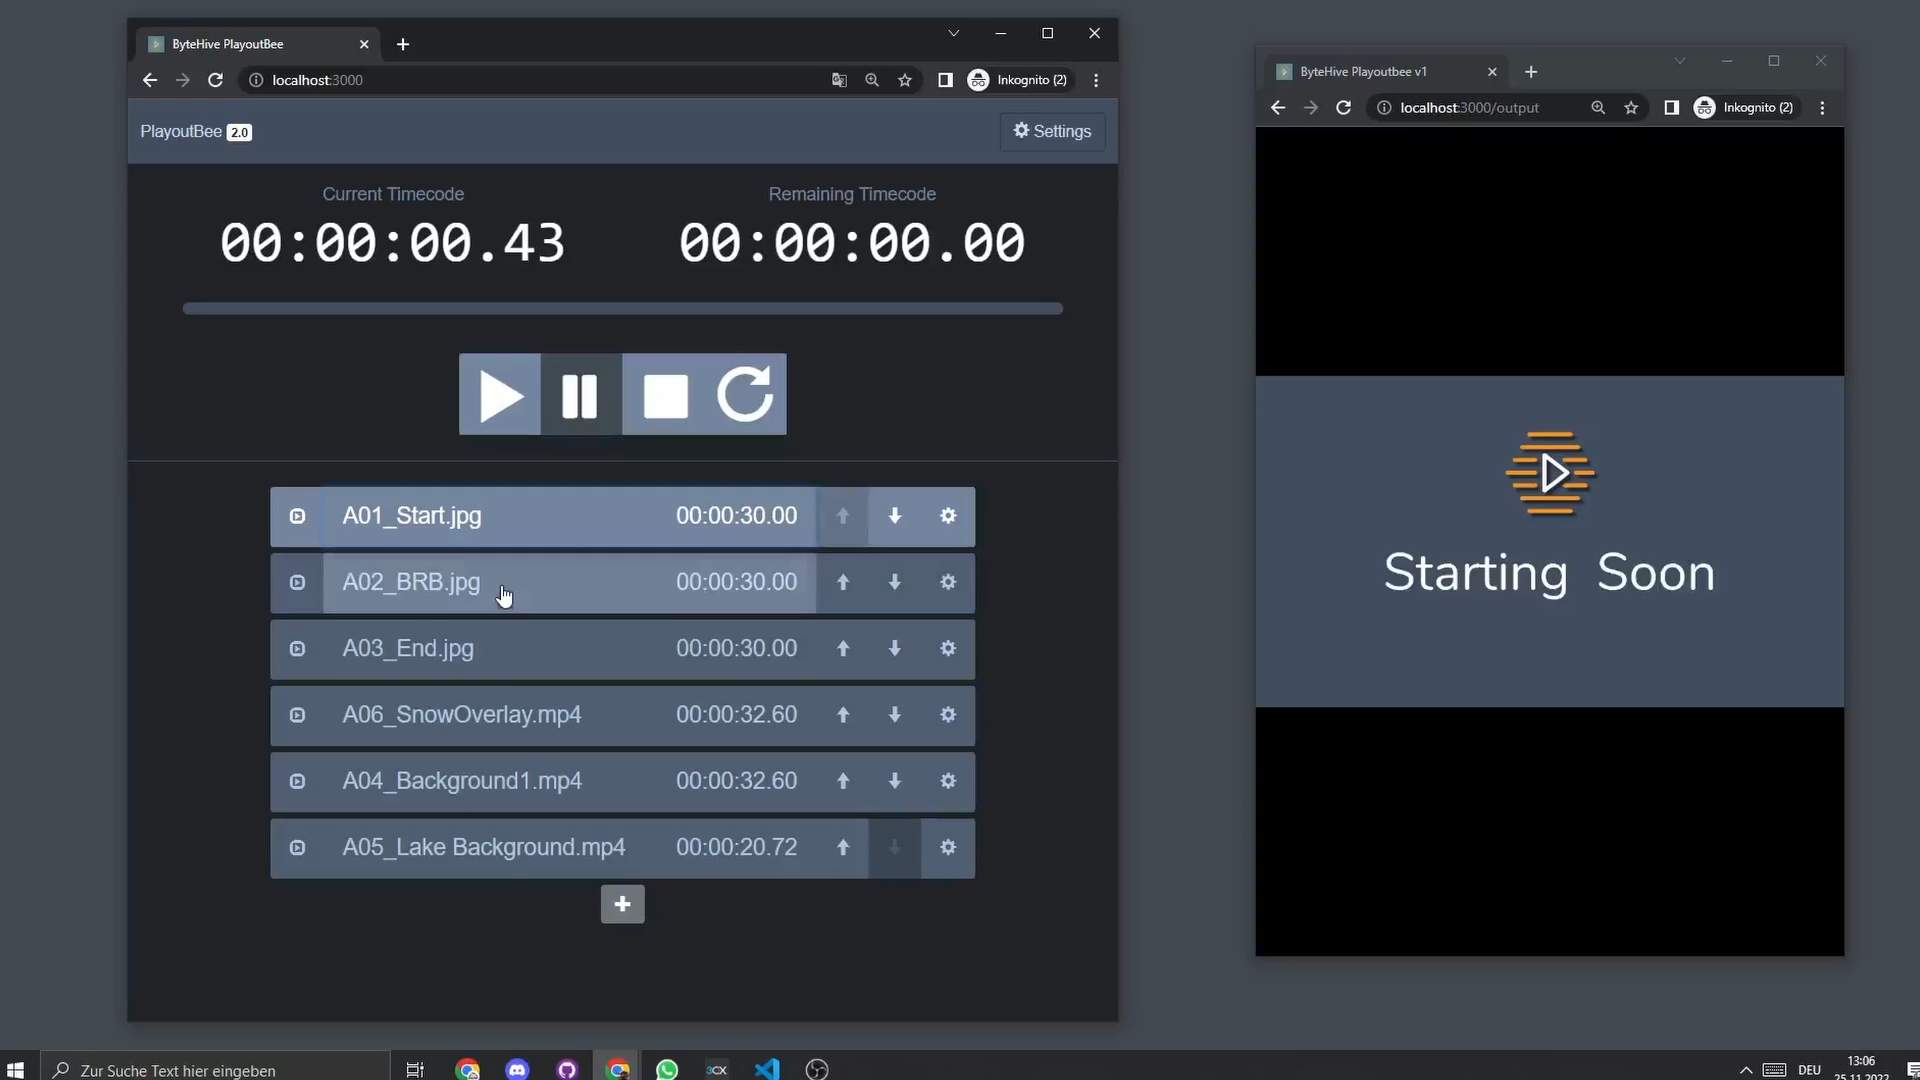 ByteHive PlayoutBee
localhost:3000
Inkognito (2)
PlayoutBee 2.0
Settings
Current Timecode
Remaining Timecode
00:00:00.43
00:00:00.00
A01_Start.jpg 00:00:30.00
A02_BRB.jpg 00:00:30.00
A03_End.jpg 00:00:30.00
A06_SnowOverlay.mp4 00:00:32.60
A04_Background1.mp4 00:00:32.60
A05_Lake Background.mp4 00:00:20.72
ByteHive Playoutbee v1
localhost:3000/output
Inkognito (2)
Starting Soon
Zur Suche Text hier eingeben
3CX
DEU
13:06
25.11.2022